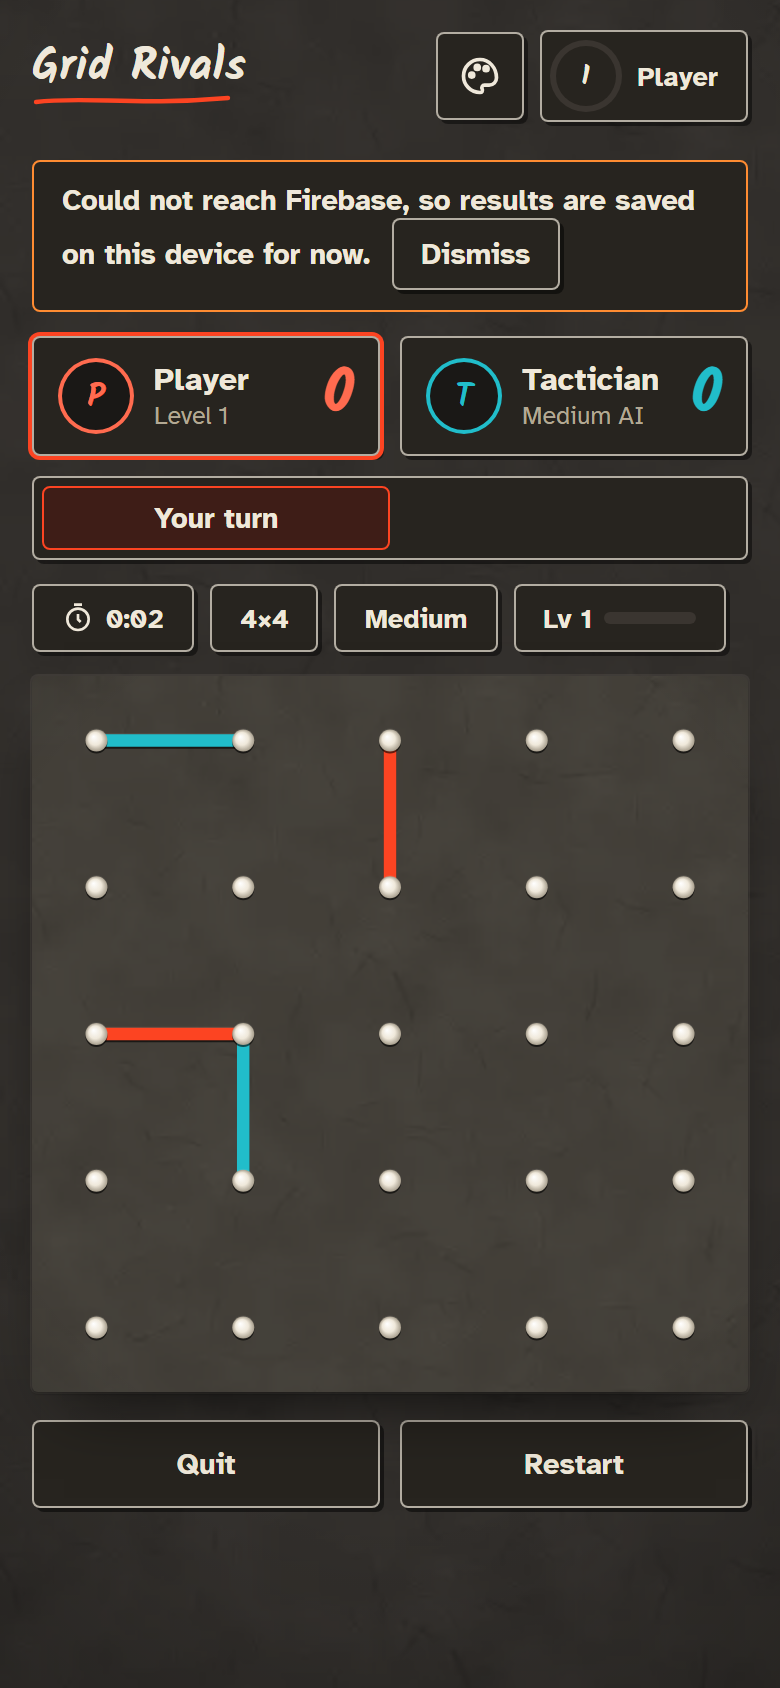 Grid Rivals
1 Player
Could not reach Firebase, so results are saved
on this device for now. Dismiss
P Player 0
Level 1
T Tactician 0
Medium AI
Your turn
0:02 4×4 Medium Lv 1
Quit Restart